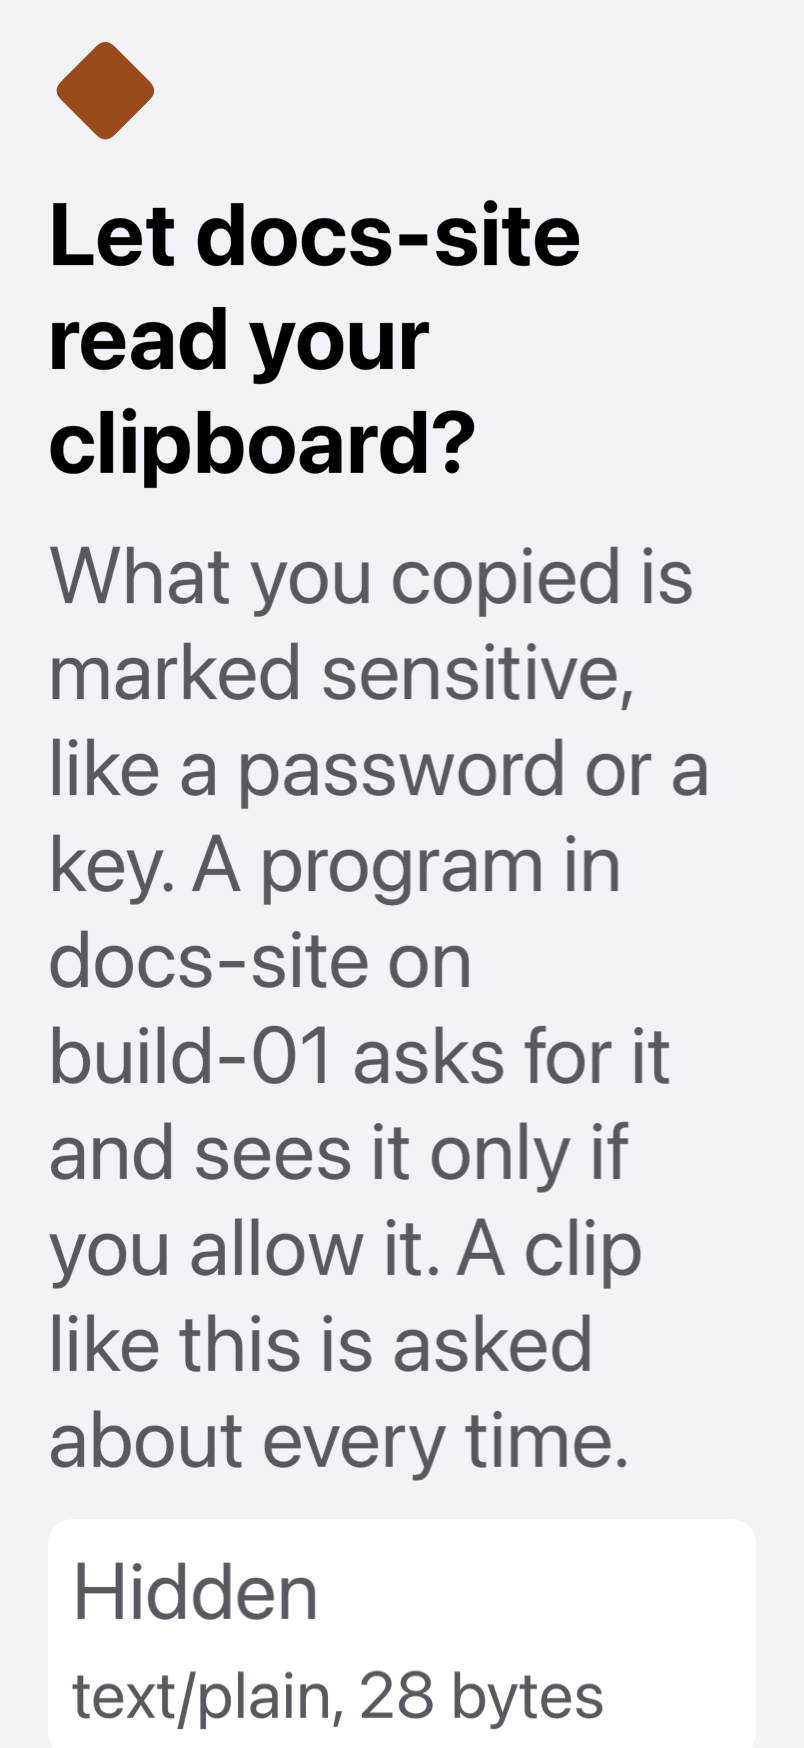 Let docs-site
read your
clipboard?
What you copied is
marked sensitive,
like a password or a
key. A program in
docs-site on
build-01 asks for it
and sees it only if
you allow it. A clip
like this is asked
about every time.
Hidden
text/plain, 28 bytes